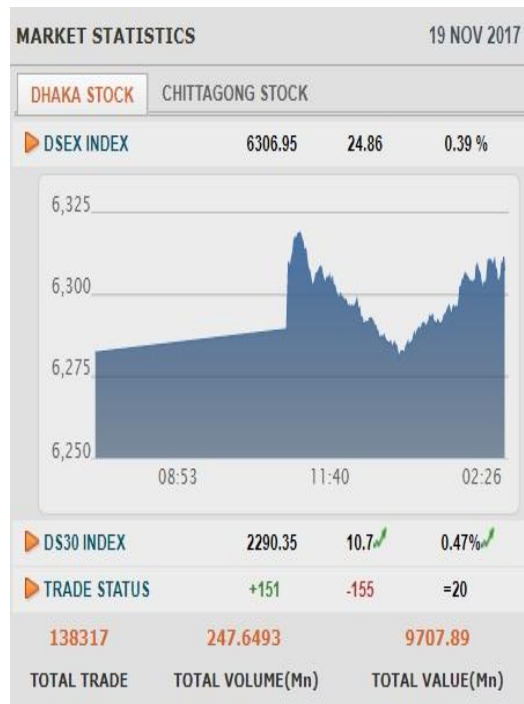 MARKET STATISTICS 19 NOV 2017
DHAKA STOCK CHITTAGONG STOCK
DSEX INDEX 6306.95 24.86 0.39 %
6,325
6,300
6,275
6,250
08:53 11:40 02:26
DS30 INDEX 2290.35 10.7 0.47%
TRADE STATUS +151 -155 =20
138317 247.6493 9707.89
TOTAL TRADE TOTAL VOLUME(Mn) TOTAL VALUE(Mn)